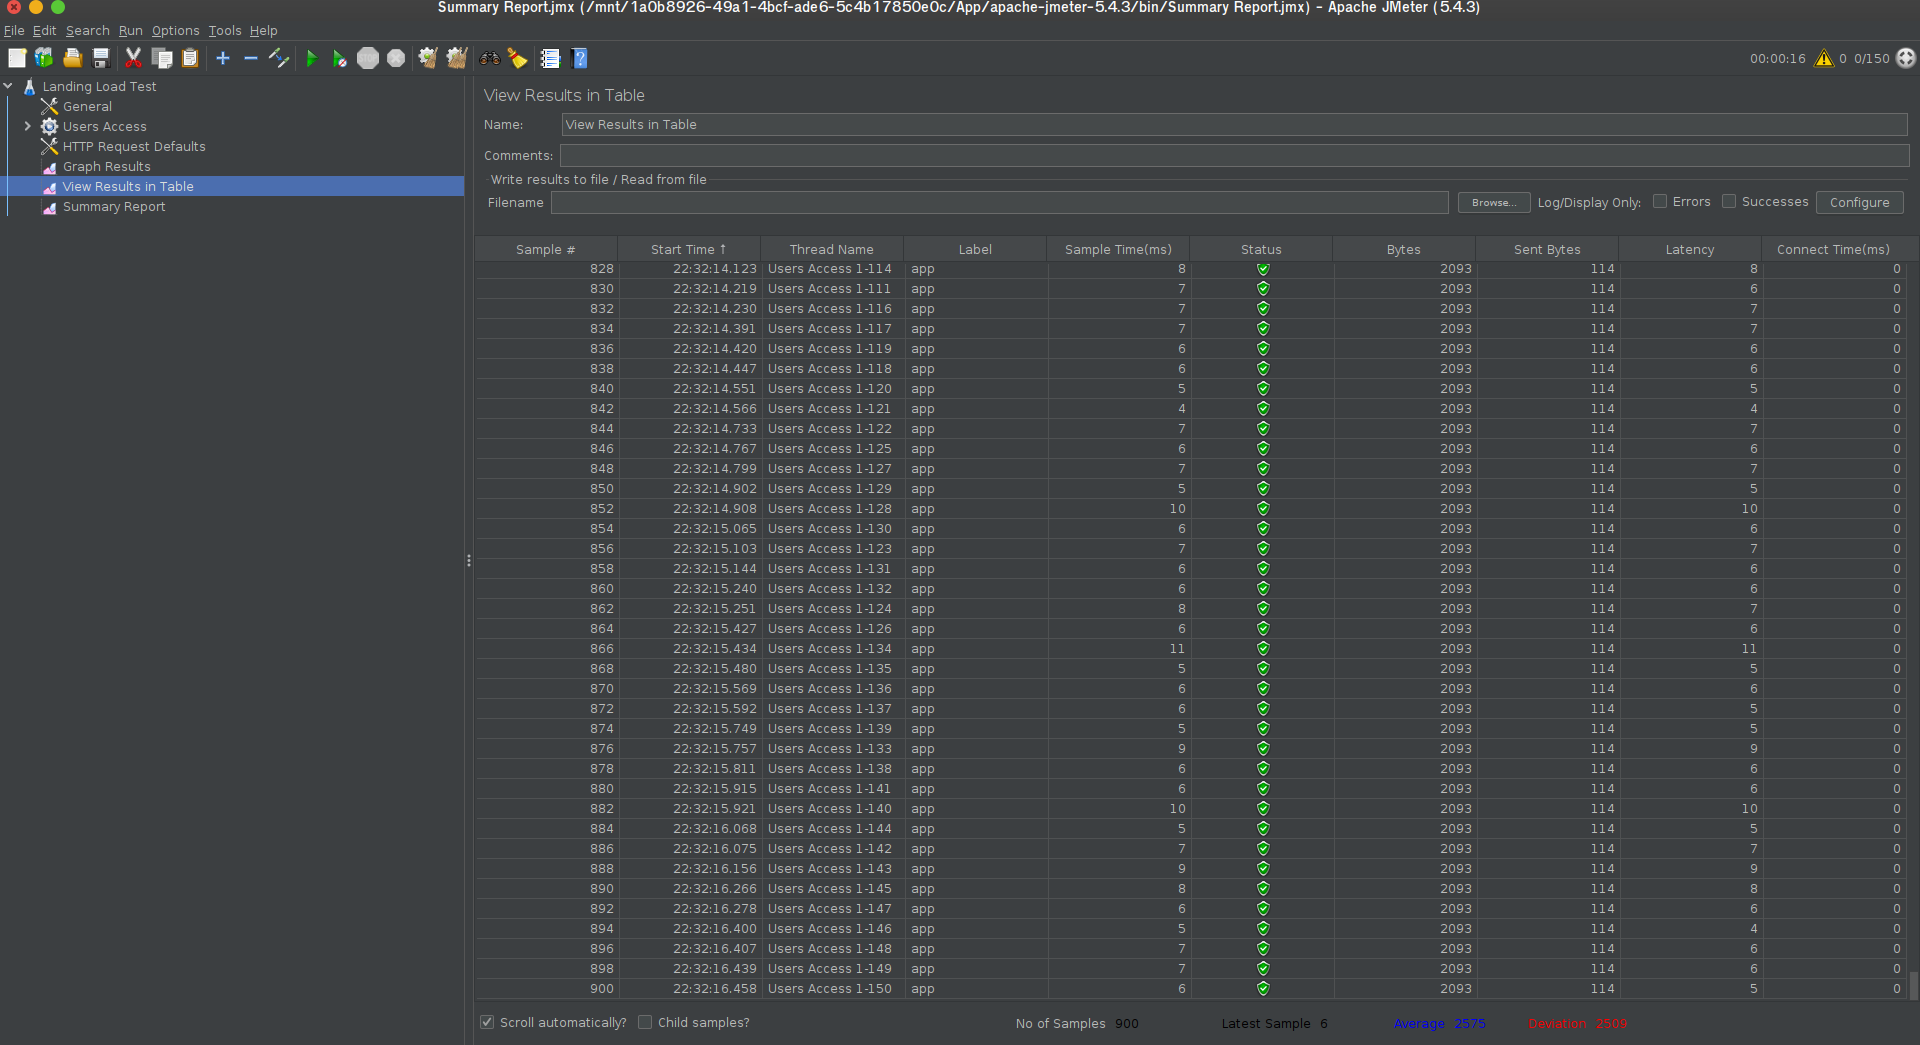 Summary Report.jmx (/mnt/1a0b8926-49a1-4bcf-ade6-5c4b17850e0c/App/apache-jmeter-5.4.3/bin/Summary Report.jmx) - Apache JMeter (5.4.3)
File Edit Search Run Options Tools Help
00:00:16 0 0/150
Landing Load Test
General
Users Access
HTTP Request Defaults
Graph Results
View Results in Table
Summary Report
View Results in Table
Name: View Results in Table
Comments:
Write results to file / Read from file
Filename Browse... Log/Display Only: Errors Successes Configure
Sample # Start Time ↑ Thread Name Label Sample Time(ms) Status Bytes Sent Bytes Latency Connect Time(ms)
828 22:32:14.123 Users Access 1-114 app 8 2093 114 8 0
830 22:32:14.219 Users Access 1-111 app 7 2093 114 6 0
832 22:32:14.230 Users Access 1-116 app 7 2093 114 7 0
834 22:32:14.391 Users Access 1-117 app 7 2093 114 7 0
836 22:32:14.420 Users Access 1-119 app 6 2093 114 6 0
838 22:32:14.447 Users Access 1-118 app 6 2093 114 6 0
840 22:32:14.551 Users Access 1-120 app 5 2093 114 5 0
842 22:32:14.566 Users Access 1-121 app 4 2093 114 4 0
844 22:32:14.733 Users Access 1-122 app 7 2093 114 7 0
846 22:32:14.767 Users Access 1-125 app 6 2093 114 6 0
848 22:32:14.799 Users Access 1-127 app 7 2093 114 7 0
850 22:32:14.902 Users Access 1-129 app 5 2093 114 5 0
852 22:32:14.908 Users Access 1-128 app 10 2093 114 10 0
854 22:32:15.065 Users Access 1-130 app 6 2093 114 6 0
856 22:32:15.103 Users Access 1-123 app 7 2093 114 7 0
858 22:32:15.144 Users Access 1-131 app 6 2093 114 6 0
860 22:32:15.240 Users Access 1-132 app 6 2093 114 6 0
862 22:32:15.251 Users Access 1-124 app 8 2093 114 7 0
864 22:32:15.427 Users Access 1-126 app 6 2093 114 6 0
866 22:32:15.434 Users Access 1-134 app 11 2093 114 11 0
868 22:32:15.480 Users Access 1-135 app 5 2093 114 5 0
870 22:32:15.569 Users Access 1-136 app 6 2093 114 6 0
872 22:32:15.592 Users Access 1-137 app 6 2093 114 5 0
874 22:32:15.749 Users Access 1-139 app 5 2093 114 5 0
876 22:32:15.757 Users Access 1-133 app 9 2093 114 9 0
878 22:32:15.811 Users Access 1-138 app 6 2093 114 6 0
880 22:32:15.915 Users Access 1-141 app 6 2093 114 6 0
882 22:32:15.921 Users Access 1-140 app 10 2093 114 10 0
884 22:32:16.068 Users Access 1-144 app 5 2093 114 5 0
886 22:32:16.075 Users Access 1-142 app 7 2093 114 7 0
888 22:32:16.156 Users Access 1-143 app 9 2093 114 9 0
890 22:32:16.266 Users Access 1-145 app 8 2093 114 8 0
892 22:32:16.278 Users Access 1-147 app 6 2093 114 6 0
894 22:32:16.400 Users Access 1-146 app 5 2093 114 4 0
896 22:32:16.407 Users Access 1-148 app 7 2093 114 6 0
898 22:32:16.439 Users Access 1-149 app 7 2093 114 6 0
900 22:32:16.458 Users Access 1-150 app 6 2093 114 5 0
Scroll automatically? Child samples? No of Samples 900 Latest Sample 6 Average 2575 Deviation 2509